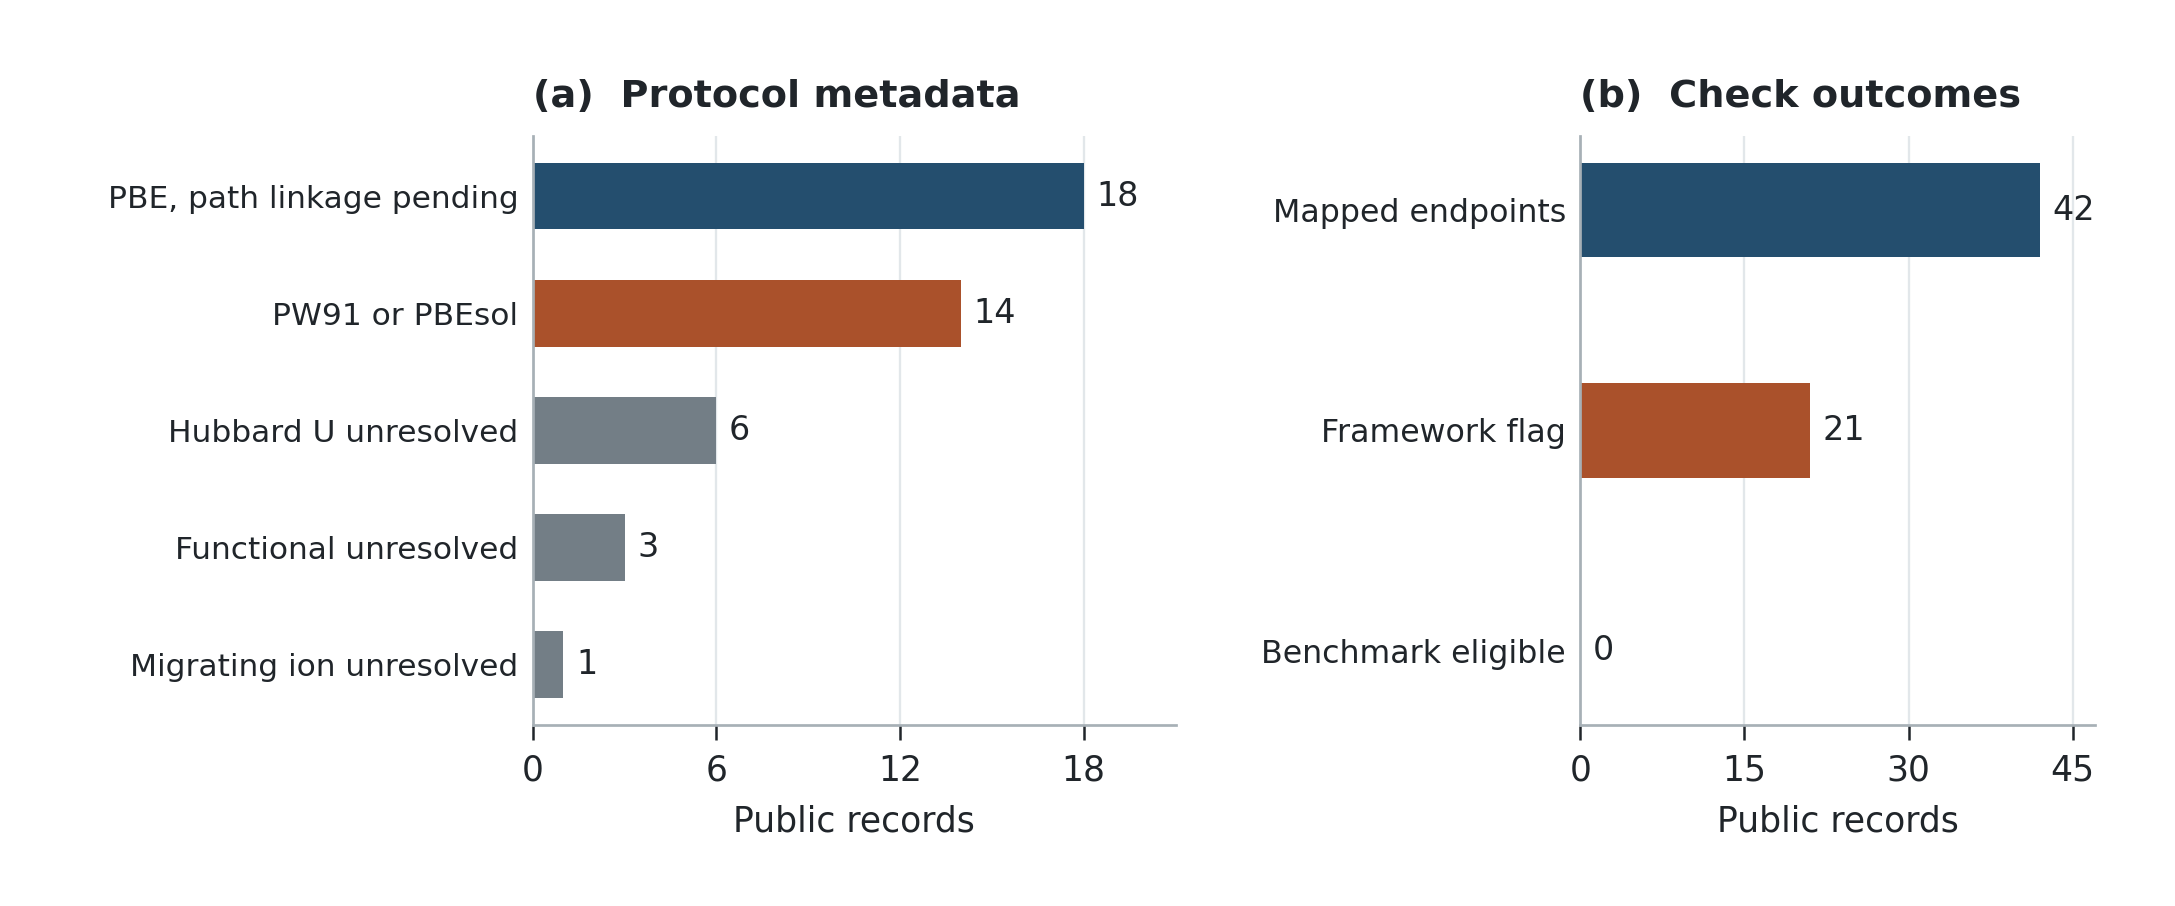 (a) Protocol metadata
PBE, path linkage pending
18
PW91 or PBEsol
14
Hubbard U unresolved
6
Functional unresolved
3
Migrating ion unresolved
1
0 6 12 18
Public records
(b) Check outcomes
Mapped endpoints
42
Framework flag
21
Benchmark eligible
0
0 15 30 45
Public records